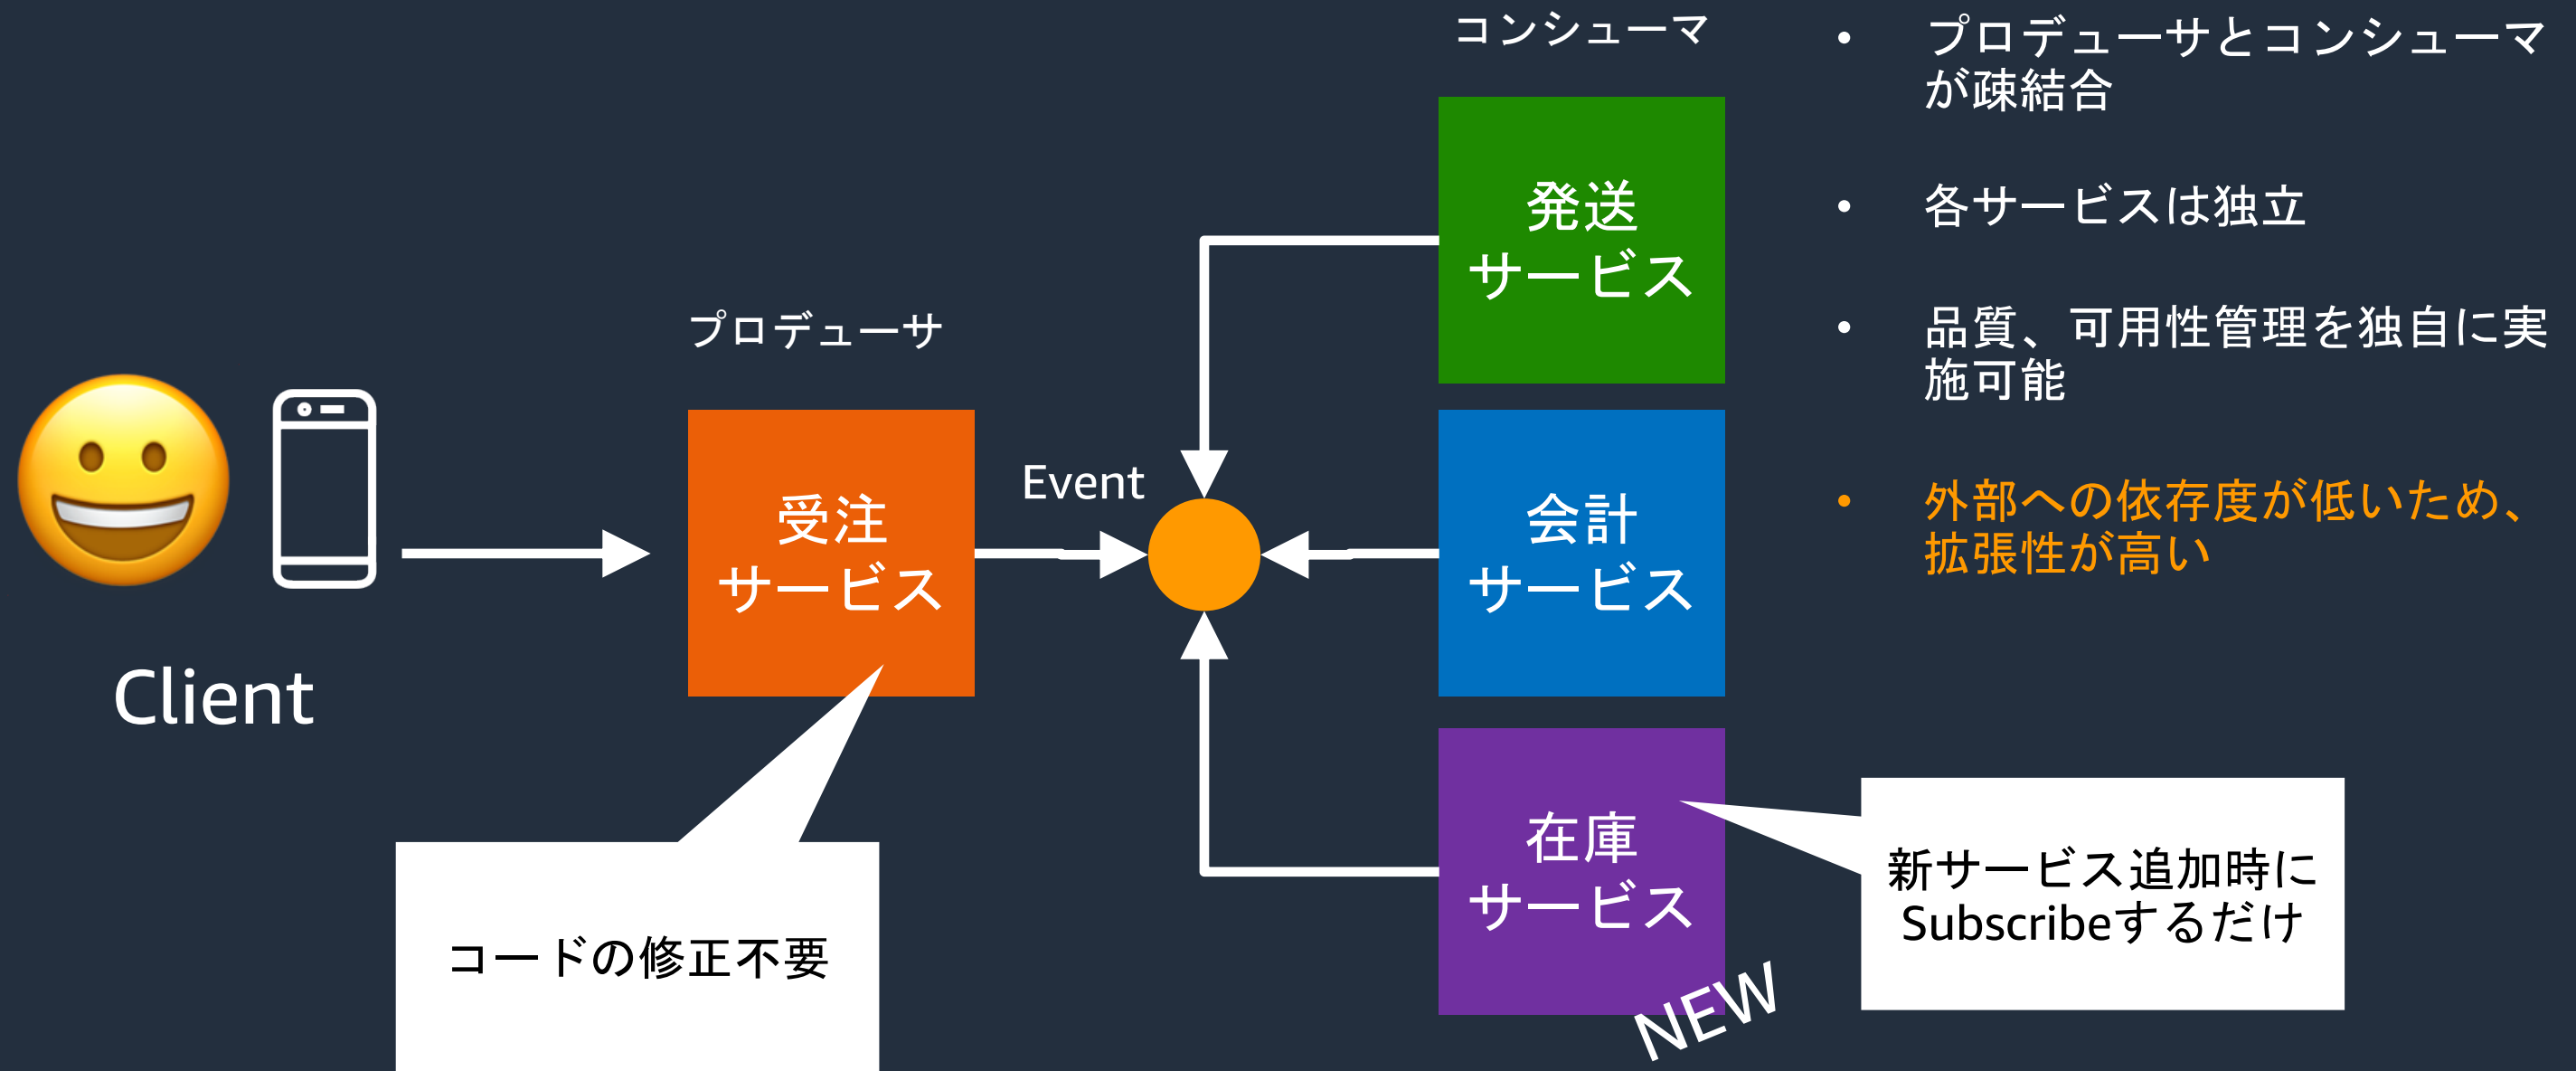 Client
プロデューサ
受注
サービス
コードの修正不要
Event
コンシューマ
発送
サービス
会計
サービス
在庫
サービス
NEW
新サービス追加時に
Subscribeするだけ
• プロデューサとコンシューマ
が疎結合
• 各サービスは独立
• 品質、可用性管理を独自に実
施可能
• 外部への依存度が低いため、
拡張性が高い